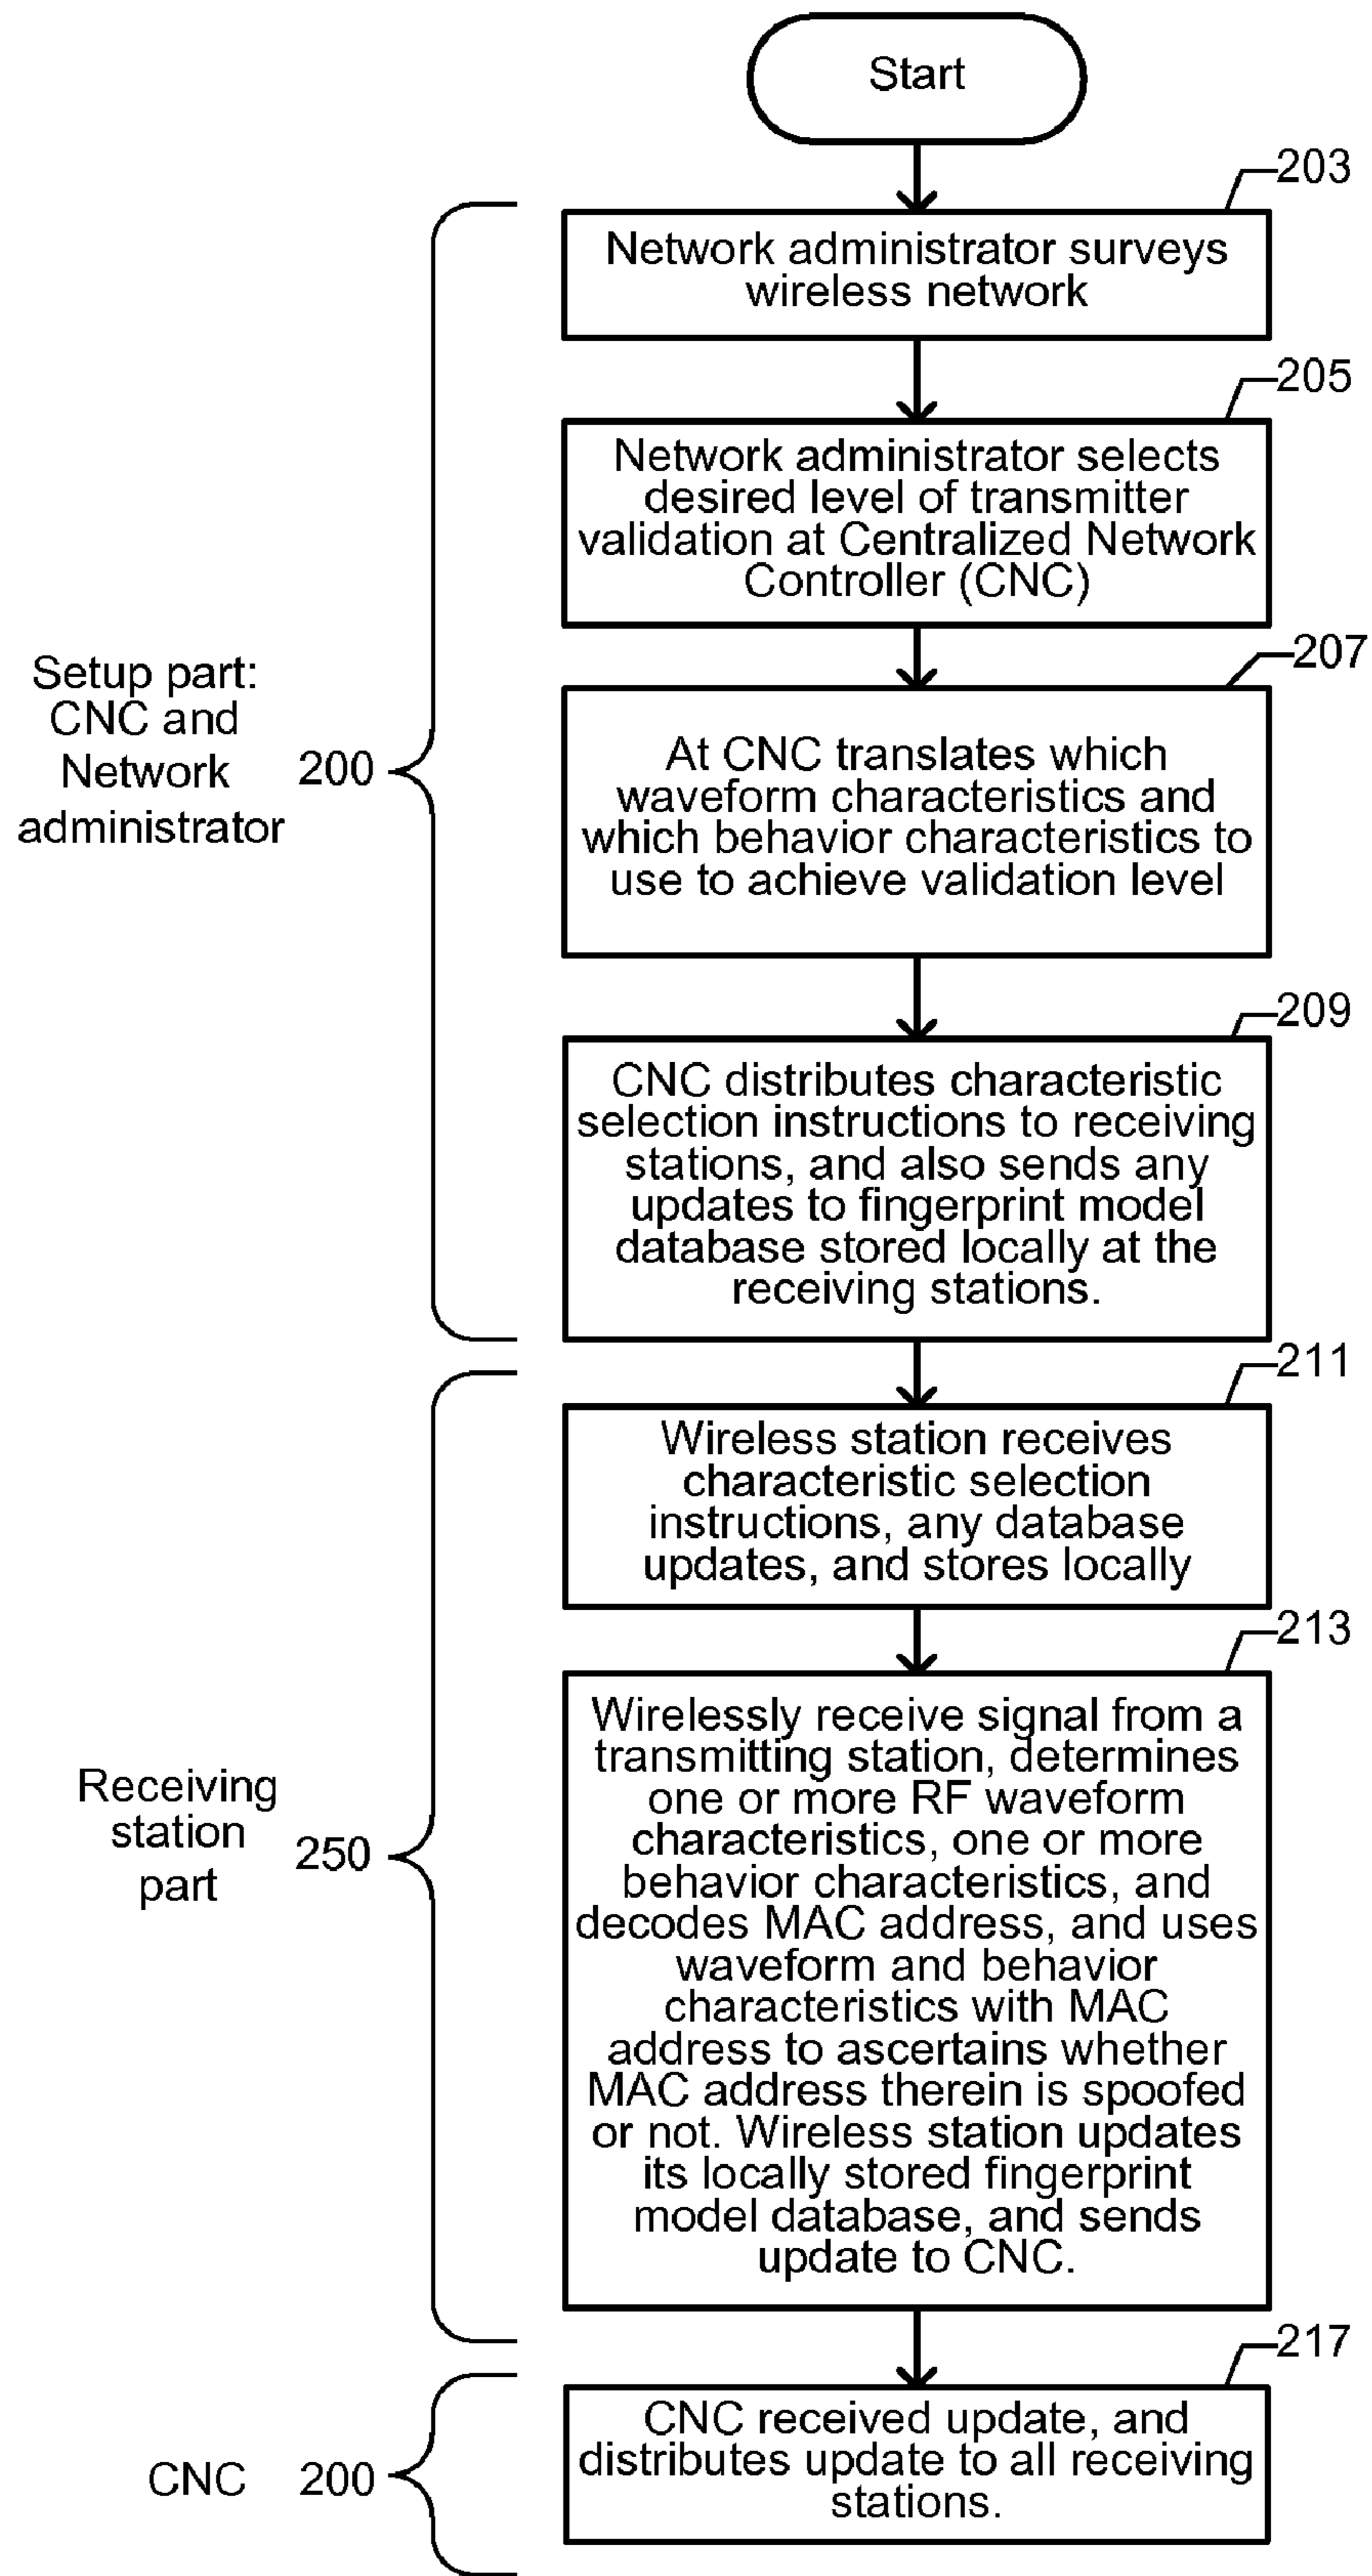 Start
203
Network administrator surveys
wireless network
205
Network administrator selects
desired level of transmitter
validation at Centralized Network
Controller (CNC)
207
At CNC translates which
waveform characteristics and
which behavior characteristics to
use to achieve validation level
Setup part:
CNC and
Network
administrator
200
209
CNC distributes characteristic
selection instructions to receiving
stations, and also sends any
updates to fingerprint model
database stored locally at the
receiving stations.
211
Wireless station receives
characteristic selection
instructions, any database
updates, and stores locally
213
Wirelessly receive signal from a
transmitting station, determines
one or more RF waveform
characteristics, one or more
behavior characteristics, and
decodes MAC address, and uses
waveform and behavior
characteristics with MAC
address to ascertains whether
MAC address therein is spoofed
or not. Wireless station updates
its locally stored fingerprint
model database, and sends
update to CNC.
Receiving
station
part
250
217
CNC received update, and
distributes update to all receiving
stations.
CNC 200